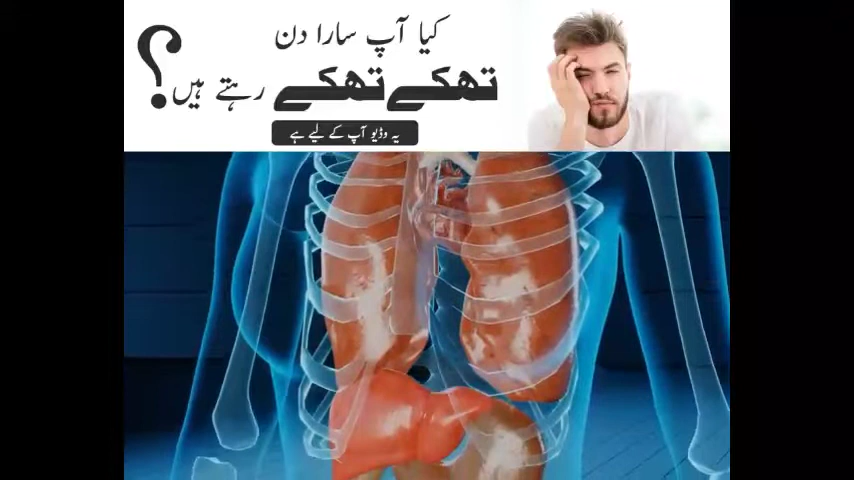 کیا آپ سارا دن
تھکے تھکے رہتے ہیں؟
یہ وڈیو آپ کے لیے ہے